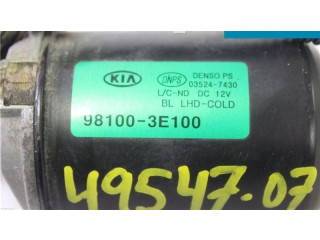 KIA DNPS DENSO PS
03524-7430
L/C-ND DC 12V
BL LHD-COLD
98100-3E100
49547.07